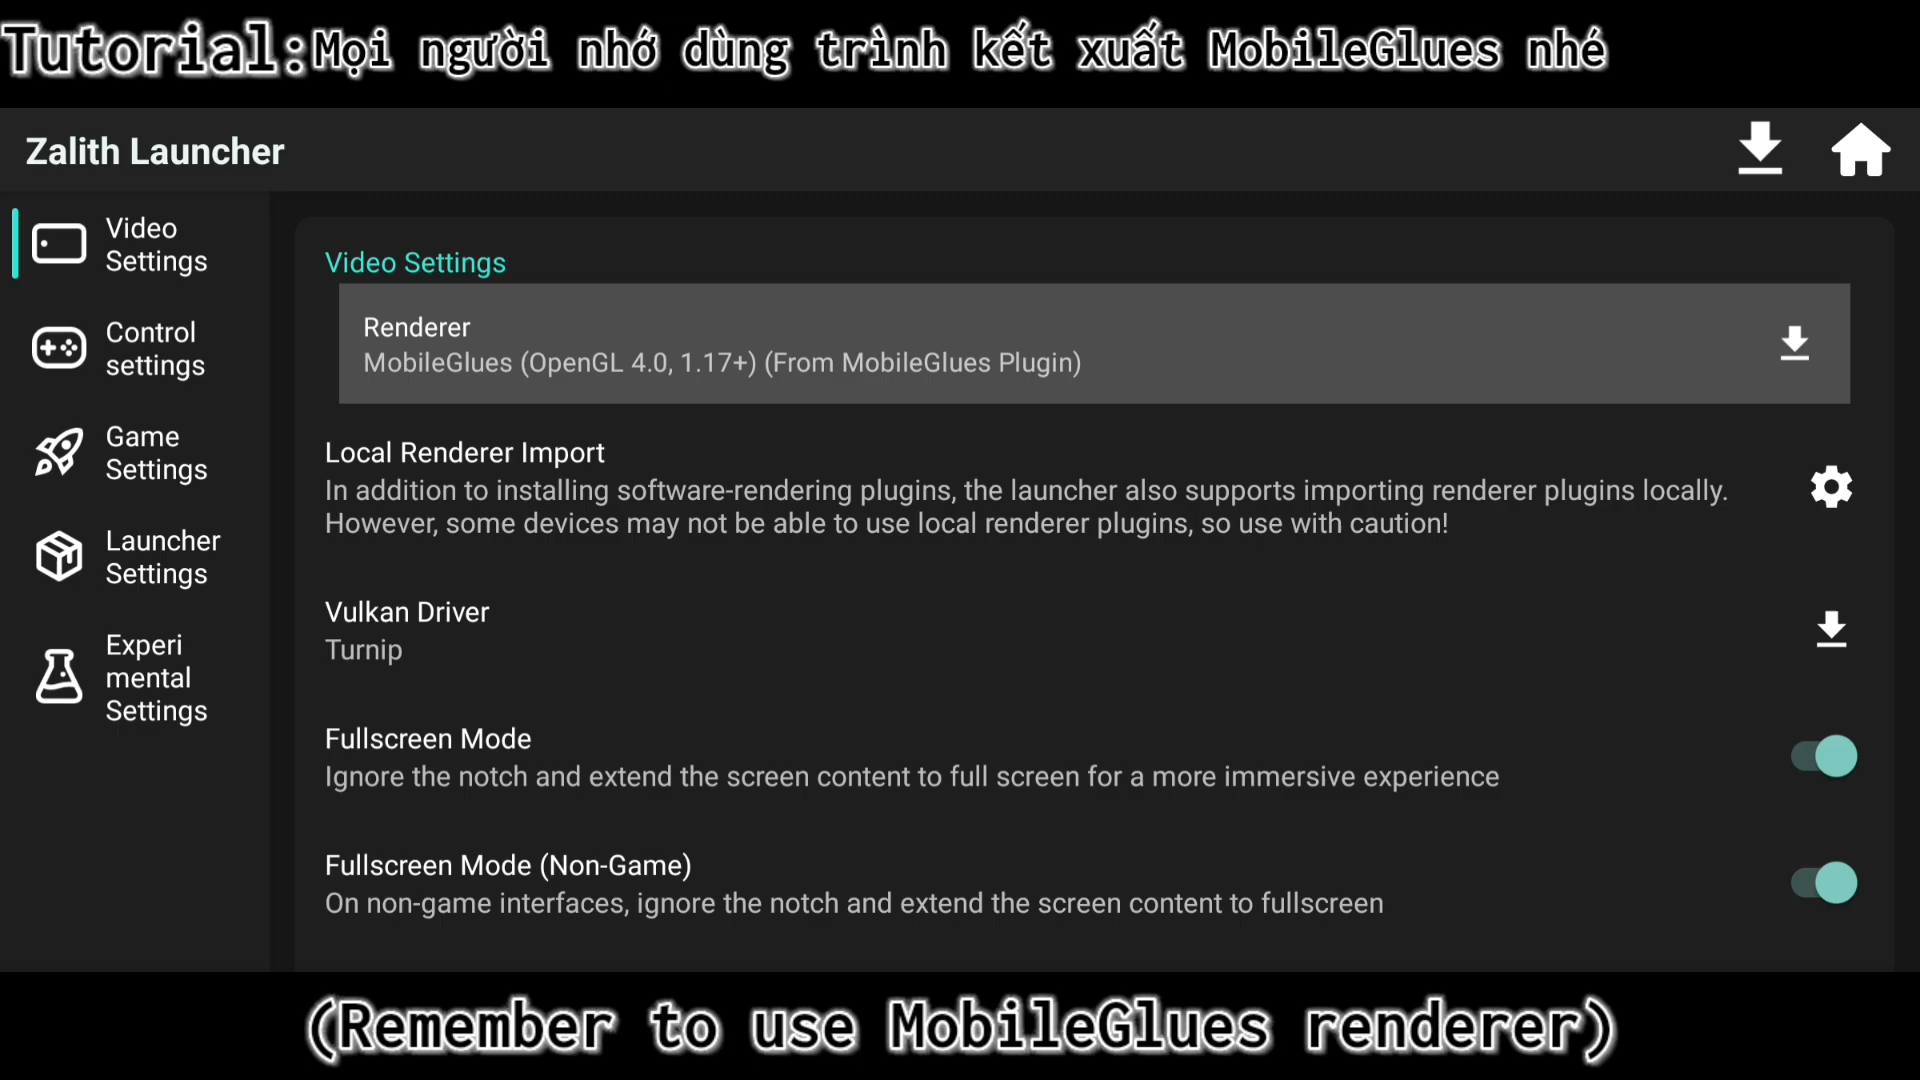 Tutorial:Mọi người nhớ dùng trình kết xuất MobileGlues nhé
Zalith Launcher
Video
Settings
Control
settings
Game
Settings
Launcher
Settings
Experi
mental
Settings
Video Settings
Renderer
MobileGlues (OpenGL 4.0, 1.17+) (From MobileGlues Plugin)
Local Renderer Import
In addition to installing software-rendering plugins, the launcher also supports importing renderer plugins locally.
However, some devices may not be able to use local renderer plugins, so use with caution!
Vulkan Driver
Turnip
Fullscreen Mode
Ignore the notch and extend the screen content to full screen for a more immersive experience
Fullscreen Mode (Non-Game)
On non-game interfaces, ignore the notch and extend the screen content to fullscreen
(Remember to use MobileGlues renderer)